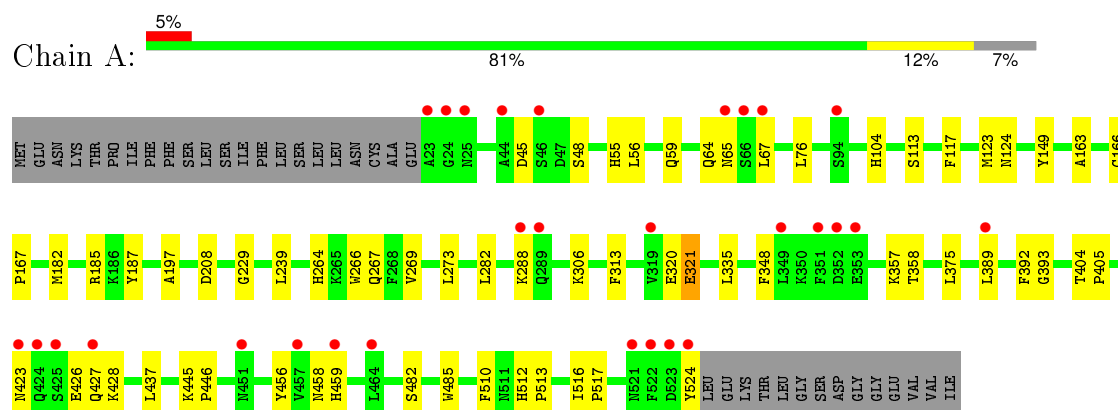 5%
Chain A:
81% 12% 7%
MET GLU ASN LYS THR PRO ILE PHE PHE SER LEU SER ILE PHE LEU SER LEU LEU ASN CYS ALA GLU A23 G24 N25 A44 D45 S46 D47 S48 H55 L56 Q59 Q64 N65 S66 L67 L76 S94 H104 S113 F117 M123 N124 Y149 A163 G166
P167 M182 R185 K186 Y187 A197 D208 G229 L239 H264 K265 W266 Q267 F268 V269 L273 L282 K288 Q289 K306 F313 V319 E320 E321 L335 F348 L349 K350 F351 D352 E353 K357 T358 L375 L389 F392 G393 T404 P405
N423 Q424 S425 E426 Q427 K428 L437 K445 P446 N451 Y456 V457 N458 H459 L464 S482 W485 F510 N511 H512 P513 I516 P517 N521 F522 D523 Y524 LEU GLU LYS THR LEU GLY SER ASP GLY GLY GLU VAL VAL ILE